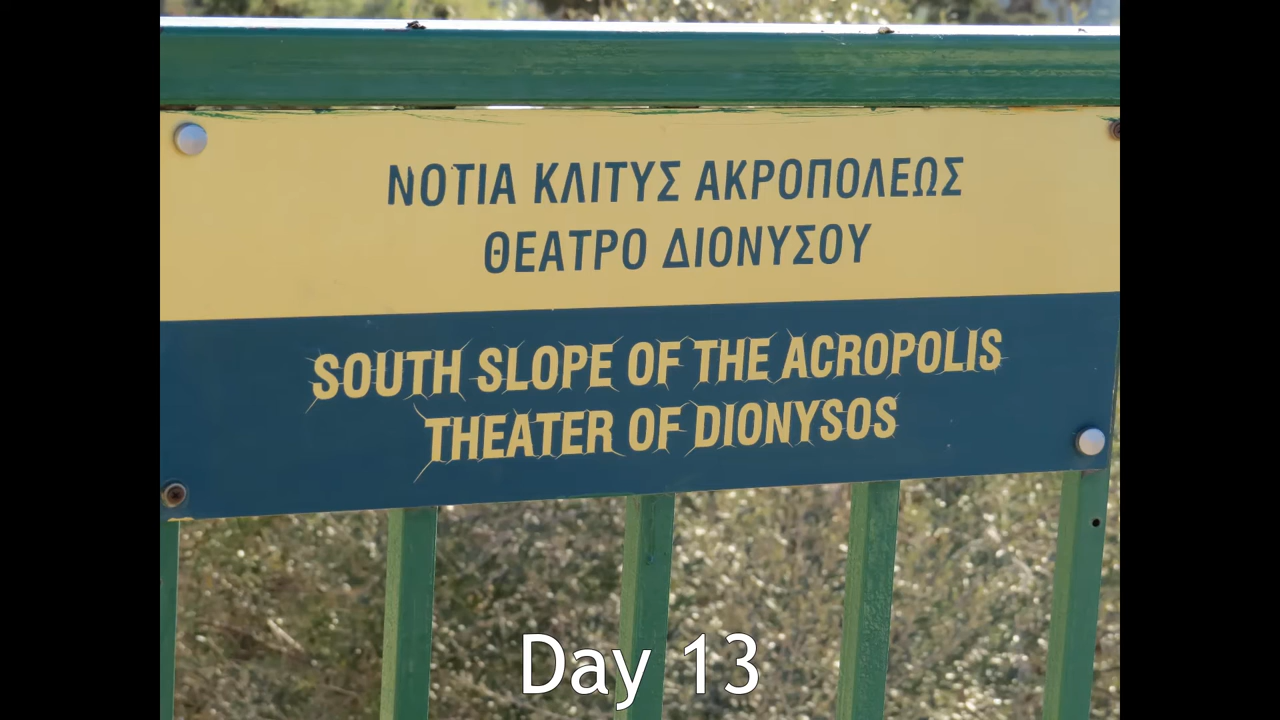 ΝΟΤΙΑ ΚΛΙΤΥΣ ΑΚΡΟΠΟΛΕΩΣ
ΘΕΑΤΡΟ ΔΙΟΝΥΣΟΥ
SOUTH SLOPE OF THE ACROPOLIS
THEATER OF DIONYSOS
Day 13